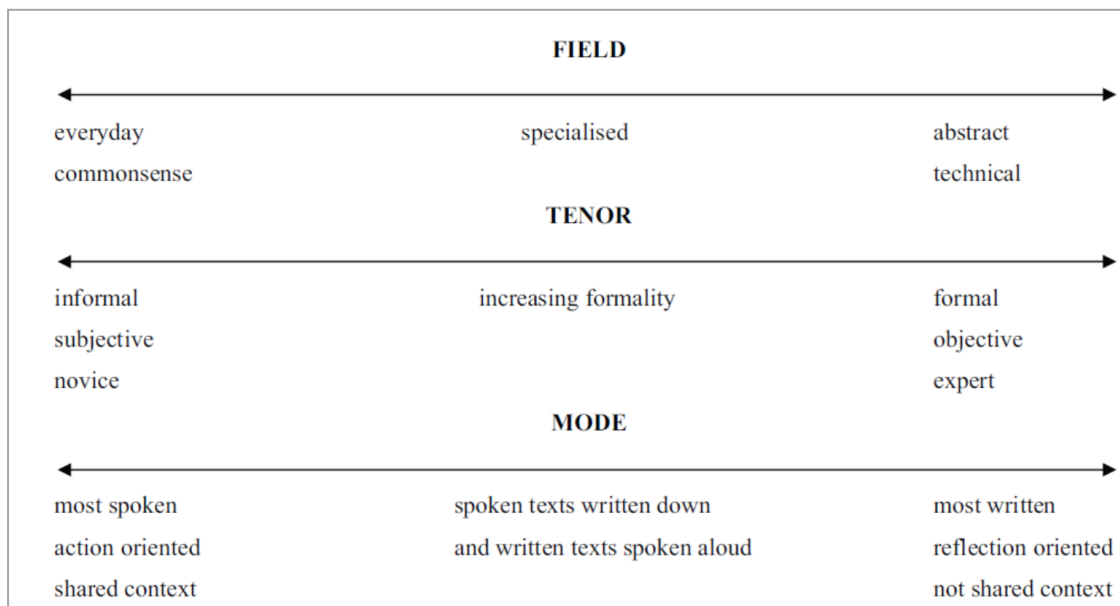 FIELD
everyday specialised abstract
commonsense technical
TENOR
informal increasing formality formal
subjective objective
novice expert
MODE
most spoken spoken texts written down most written
action oriented and written texts spoken aloud reflection oriented
shared context not shared context